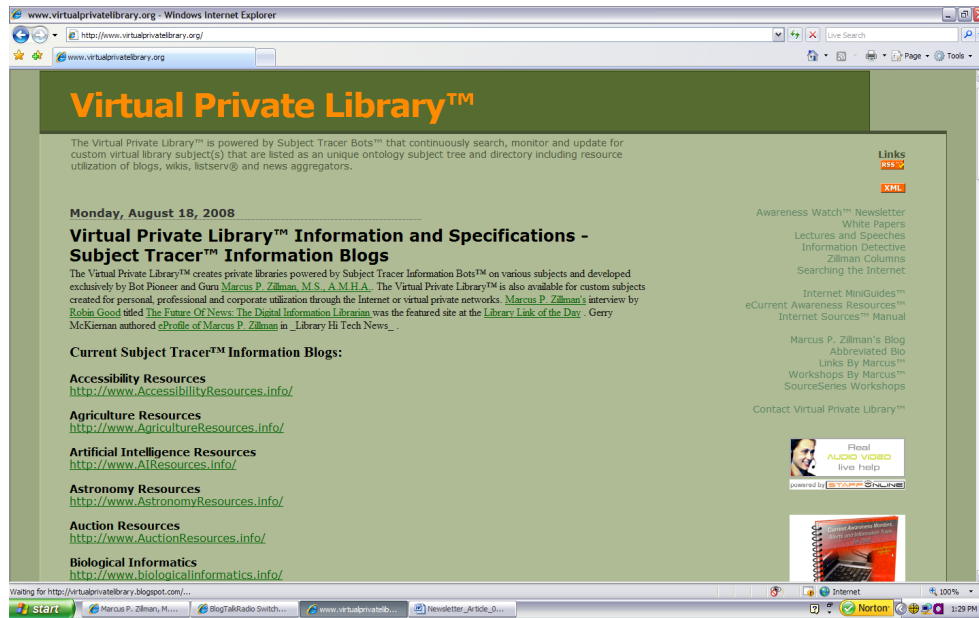 www.virtualprivatelibrary.org - Windows Internet Explorer
http://www.virtualprivatelibrary.org/
Live Search
www.virtualprivatelibrary.org
Page
Tools
Virtual Private Library™
The Virtual Private Library™ is powered by Subject Tracer Bots™ that continuously search, monitor and update for
custom virtual library subject(s) that are listed as an unique ontology subject tree and directory including resource
utilization of blogs, wikis, listserv® and news aggregators.
Monday, August 18, 2008
Virtual Private Library™ Information and Specifications -
Subject Tracer™ Information Blogs
The Virtual Private Library™ creates private libraries powered by Subject Tracer Information Bots™ on various subjects and developed
exclusively by Bot Pioneer and Guru Marcus P. Zillman, M.S., A.M.H.A.. The Virtual Private Library™ is also available for custom subjects
created for personal, professional and corporate utilization through the Internet or virtual private networks. Marcus P. Zillman's interview by
Robin Good titled The Future Of News: The Digital Information Librarian was the featured site at the Library Link of the Day . Gerry
McKiernan authored eProfile of Marcus P. Zillman in _Library Hi Tech News_ .
Current Subject Tracer™ Information Blogs:
Accessibility Resources
http://www.AccessibilityResources.info/
Agriculture Resources
http://www.AgricultureResources.info/
Artificial Intelligence Resources
http://www.AIResources.info/
Astronomy Resources
http://www.AstronomyResources.info/
Auction Resources
http://www.AuctionResources.info/
Biological Informatics
http://www.biologicalinformatics.info/
Links
RSS
XML
Awareness Watch™ Newsletter
White Papers
Lectures and Speeches
Information Detective
Zillman Columns
Searching the Internet
Internet MiniGuides™
eCurrent Awareness Resources™
Internet Sources™ Manual
Marcus P. Zillman's Blog
Abbreviated Bio
Links By Marcus™
Workshops By Marcus™
SourceSeries Workshops
Contact Virtual Private Library™
Real
AUDIO VIDEO
live help
powered by STAFF ONLINE
Current Awareness Monitors,
Alerts and Information Traps
Waiting for http://virtualprivatelibrary.blogspot.com/...
Internet
100%
start
Marcus P. Zillman, M....
BlogTalkRadio Switch...
www.virtualprivatelib...
Newsletter_Article_0...
Norton
1:29 PM